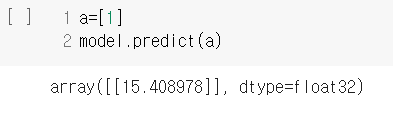 [ ] 1 a=[1]
2 model.predict(a)
array([[15.408978]], dtype=float32)